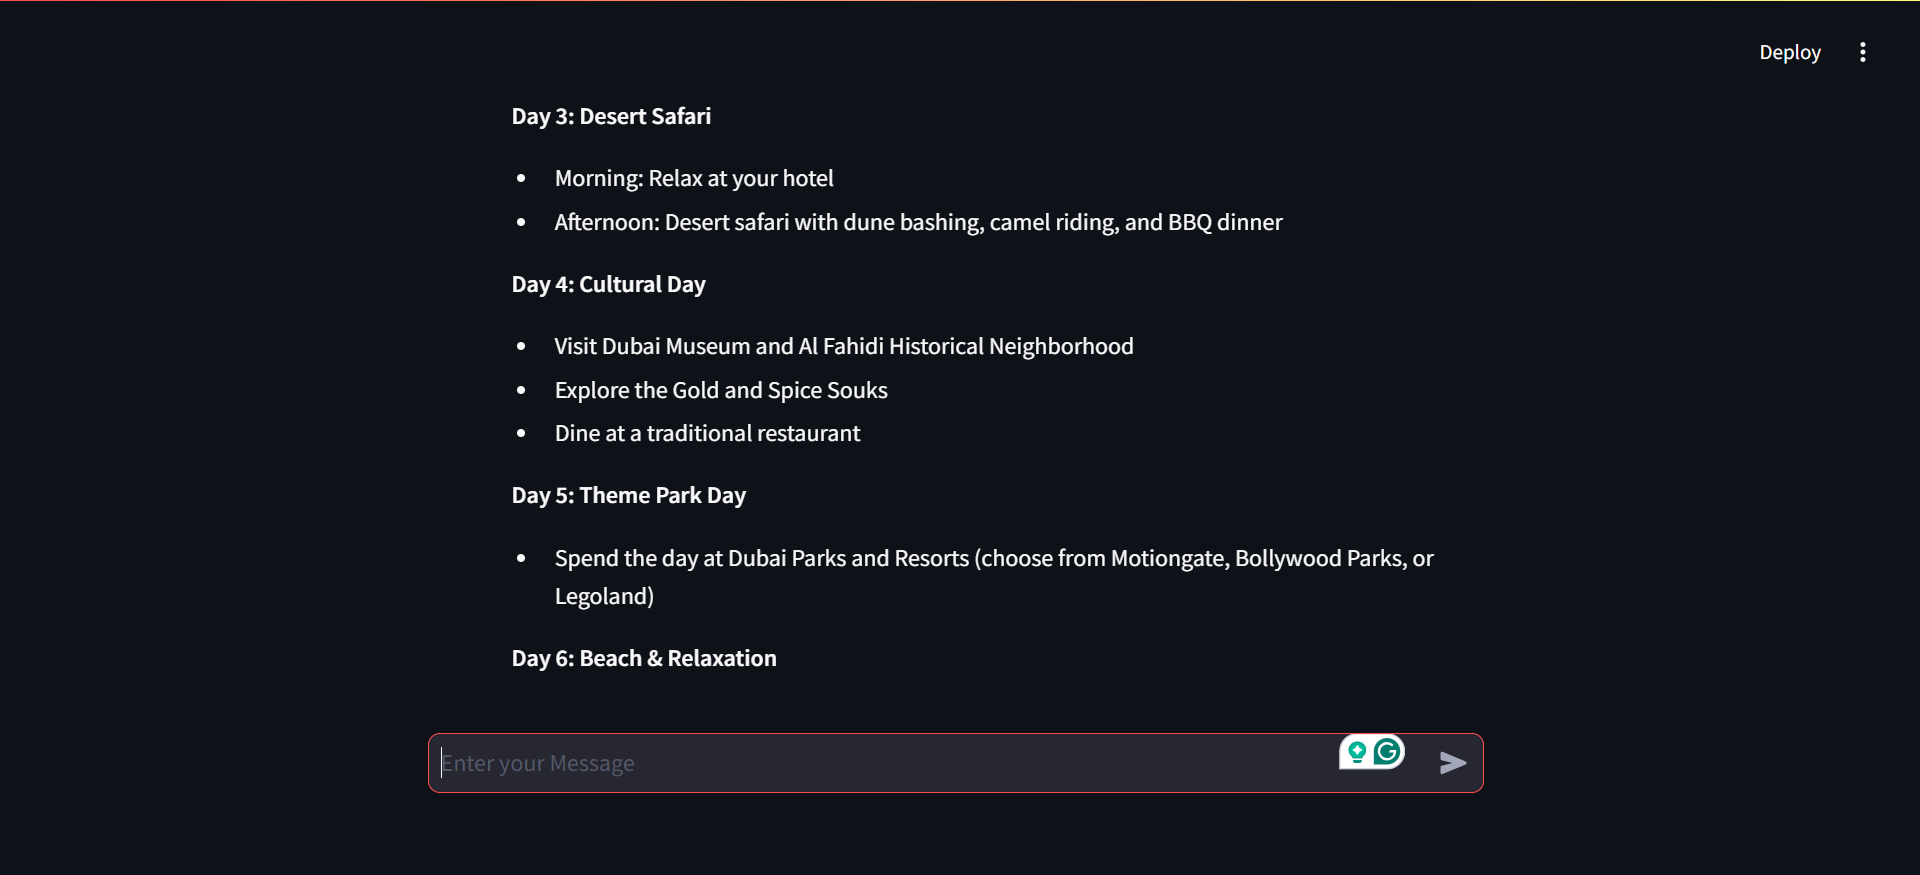 Deploy
Day 3: Desert Safari
• Morning: Relax at your hotel
• Afternoon: Desert safari with dune bashing, camel riding, and BBQ dinner
Day 4: Cultural Day
• Visit Dubai Museum and Al Fahidi Historical Neighborhood
• Explore the Gold and Spice Souks
• Dine at a traditional restaurant
Day 5: Theme Park Day
• Spend the day at Dubai Parks and Resorts (choose from Motiongate, Bollywood Parks, or
Legoland)
Day 6: Beach & Relaxation
Enter your Message